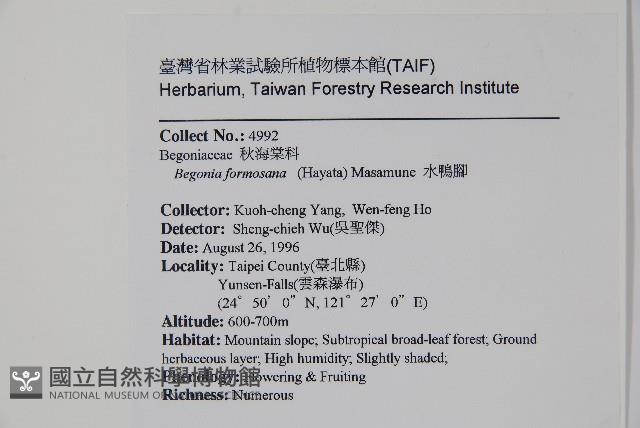 臺灣省林業試驗所植物標本館(TAIF)
Herbarium, Taiwan Forestry Research Institute
Collect No.: 4992
Begoniaceae 秋海棠科
Begonia formosana (Hayata) Masamune 水鴨腳
Collector: Kuoh-cheng Yang, Wen-feng Ho
Detector: Sheng-chieh Wu(吳聖傑)
Date: August 26, 1996
Locality: Taipei County(臺北縣)
Yunsen-Falls(雲森瀑布)
(24° 50' 0" N, 121° 27' 0" E)
Altitude: 600-700m
Habitat: Mountain slope; Subtropical broad-leaf forest; Ground
herbaceous layer; High humidity; Slightly shaded;
Phenology: Flowering & Fruiting
Richness: Numerous
國立自然科學博物館
NATIONAL MUSEUM OF